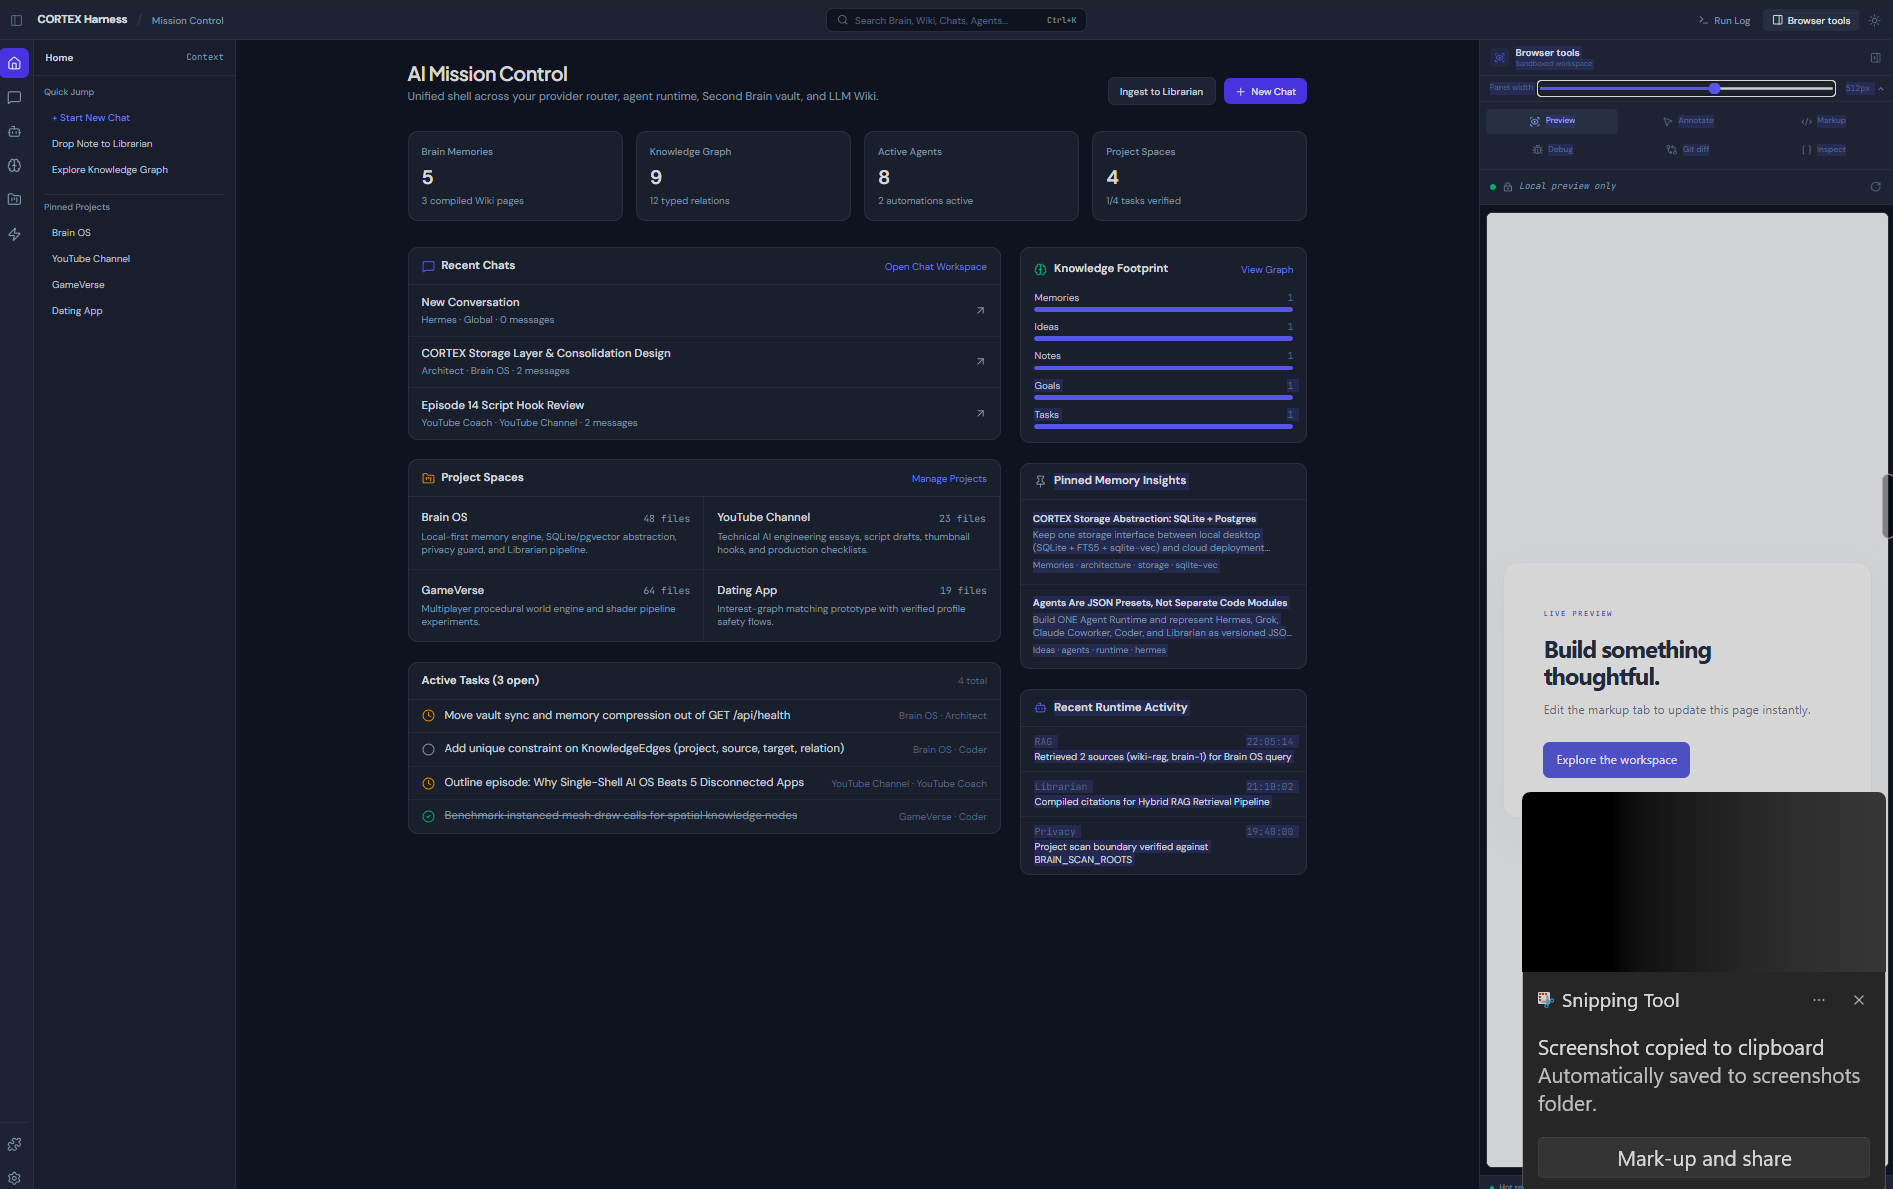 CORTEX Harness / Mission Control
Search Brain, Wiki, Chats, Agents... Ctrl+K
Run Log
Browser tools
Home
Context
Quick Jump
+ Start New Chat
Drop Note to Librarian
Explore Knowledge Graph
Pinned Projects
Brain OS
YouTube Channel
GameVerse
Dating App
AI Mission Control
Unified shell across your provider router, agent runtime, Second Brain vault, and LLM Wiki.
Ingest to Librarian
+ New Chat
Brain Memories
5
3 compiled Wiki pages
Knowledge Graph
9
12 typed relations
Active Agents
8
2 automations active
Project Spaces
4
1/4 tasks verified
Recent Chats
Open Chat Workspace
New Conversation
Hermes · Global · 0 messages
CORTEX Storage Layer & Consolidation Design
Architect · Brain OS · 2 messages
Episode 14 Script Hook Review
YouTube Coach · YouTube Channel · 2 messages
Project Spaces
Manage Projects
Brain OS
48 files
Local-first memory engine, SQLite/pgvector abstraction,
privacy guard, and Librarian pipeline.
YouTube Channel
23 files
Technical AI engineering essays, script drafts, thumbnail
hooks, and production checklists.
GameVerse
64 files
Multiplayer procedural world engine and shader pipeline
experiments.
Dating App
19 files
Interest-graph matching prototype with verified profile
safety flows.
Active Tasks (3 open)
4 total
Move vault sync and memory compression out of GET /api/health
Brain OS · Architect
Add unique constraint on KnowledgeEdges (project, source, target, relation)
Brain OS · Coder
Outline episode: Why Single-Shell AI OS Beats 5 Disconnected Apps
YouTube Channel · YouTube Coach
Benchmark instanced mesh draw calls for spatial knowledge nodes
GameVerse · Coder
Knowledge Footprint
View Graph
Memories 1
Ideas 1
Notes 1
Goals 1
Tasks 1
Pinned Memory Insights
CORTEX Storage Abstraction: SQLite + Postgres
Keep one storage interface between local desktop
(SQLite + FTS5 + sqlite-vec) and cloud deployment...
Memories · architecture · storage · sqlite-vec
Agents Are JSON Presets, Not Separate Code Modules
Build ONE Agent Runtime and represent Hermes, Grok,
Claude Coworker, Coder, and Librarian as versioned JSO...
Ideas · agents · runtime · hermes
Recent Runtime Activity
RAG 22:05:14
Retrieved 2 sources (wiki-rag, brain-1) for Brain OS query
Librarian 21:10:02
Compiled citations for Hybrid RAG Retrieval Pipeline
Privacy 19:40:00
Project scan boundary verified against
BRAIN_SCAN_ROOTS
Browser tools
Sandboxed workspace
Panel width 512px
Preview
Annotate
Markup
Debug
Git diff
Inspect
Local preview only
LIVE PREVIEW
Build something
thoughtful.
Edit the markup tab to update this page instantly.
Explore the workspace
Snipping Tool
Screenshot copied to clipboard
Automatically saved to screenshots
folder.
Mark-up and share
Hot